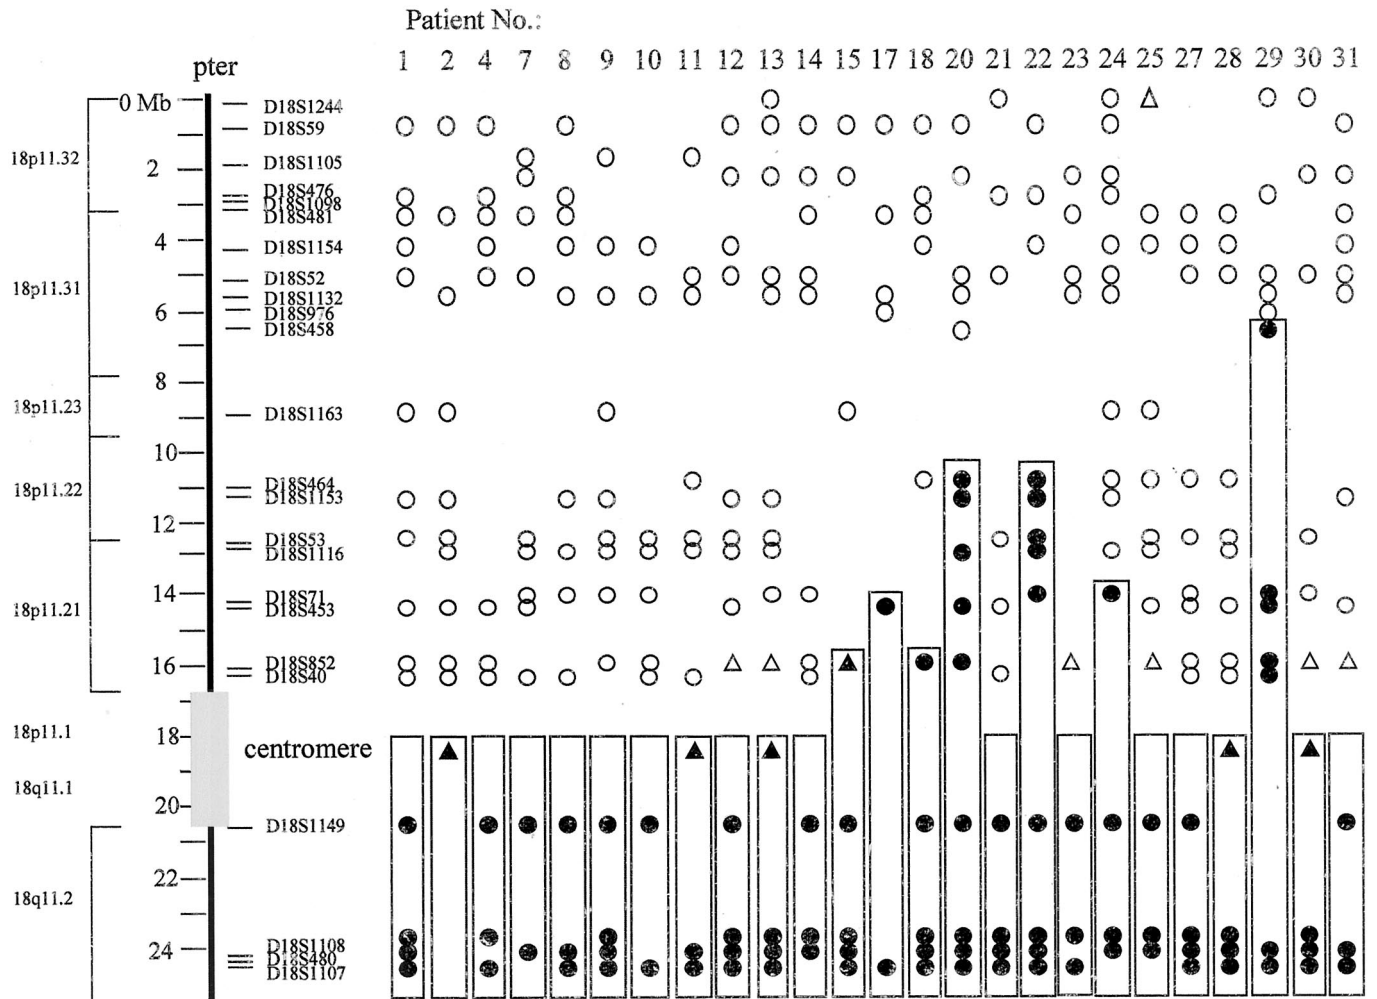 Patient No.:
pter 1 2 4 7 8 9 10 11 12 13 14 15 17 18 20 21 22 23 24 25 27 28 29 30 31
0 Mb D18S1244
D18S59
18p11.32 2 D18S1105
D18S476
D18S1098
D18S481
4 D18S1154
18p11.31 D18S52
D18S1132
6 D18S976
D18S458
8
18p11.23 D18S1163
10
18p11.22 D18S464
D18S1153
12 D18S53
D18S1116
14 D18S71
18p11.21 D18S453
16 D18S852
D18S40
18p11.1 18 centromere
18q11.1
20 D18S1149
22
18q11.2
24 D18S1108
D18S480
D18S1107